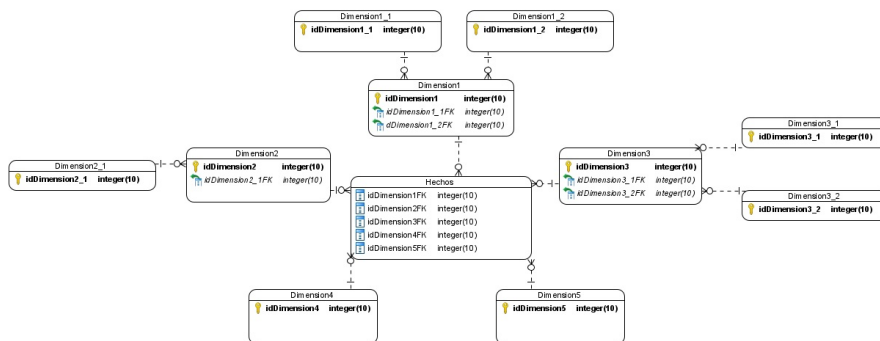 Dimension1_1
idDimension1_1 integer(10)
Dimension1_2
idDimension1_2 integer(10)
Dimension1
idDimension1 integer(10)
idDimension1_1FK integer(10)
dDimension1_2FK integer(10)
Dimension2_1
idDimension2_1 integer(10)
Dimension2
idDimension2 integer(10)
idDimension2_1FK integer(10)
Dimension3
idDimension3 integer(10)
idDimension3_1FK integer(10)
idDimension3_2FK integer(10)
Dimension3_1
idDimension3_1 integer(10)
Dimension3_2
idDimension3_2 integer(10)
Hechos
idDimension1FK integer(10)
idDimension2FK integer(10)
idDimension3FK integer(10)
idDimension4FK integer(10)
idDimension5FK integer(10)
Dimension4
idDimension4 integer(10)
Dimension5
idDimension5 integer(10)